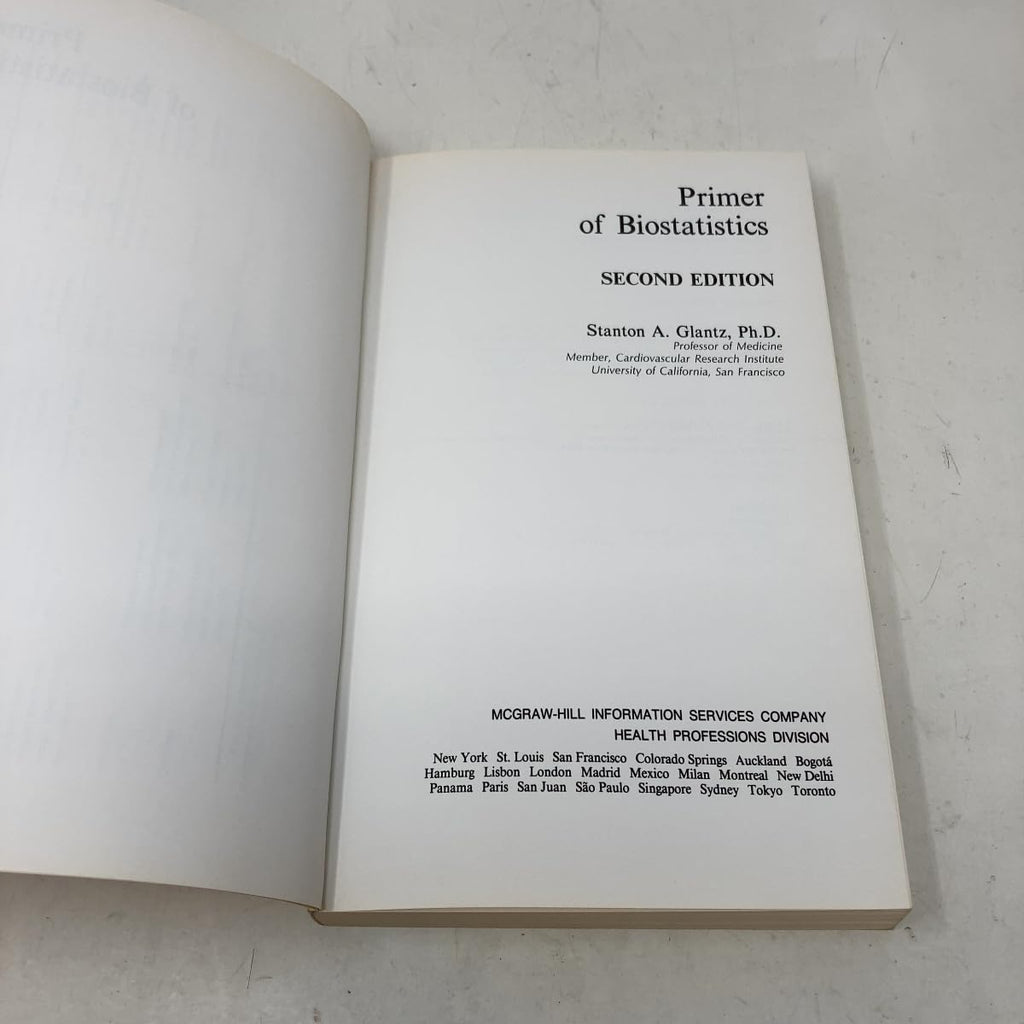 Primer
of Biostatistics
SECOND EDITION
Stanton A. Glantz, Ph.D.
Professor of Medicine
Member, Cardiovascular Research Institute
University of California, San Francisco
MCGRAW-HILL INFORMATION SERVICES COMPANY
HEALTH PROFESSIONS DIVISION
New York St. Louis San Francisco Colorado Springs Auckland Bogotá
Hamburg Lisbon London Madrid Mexico Milan Montreal New Delhi
Panama Paris San Juan São Paulo Singapore Sydney Tokyo Toronto